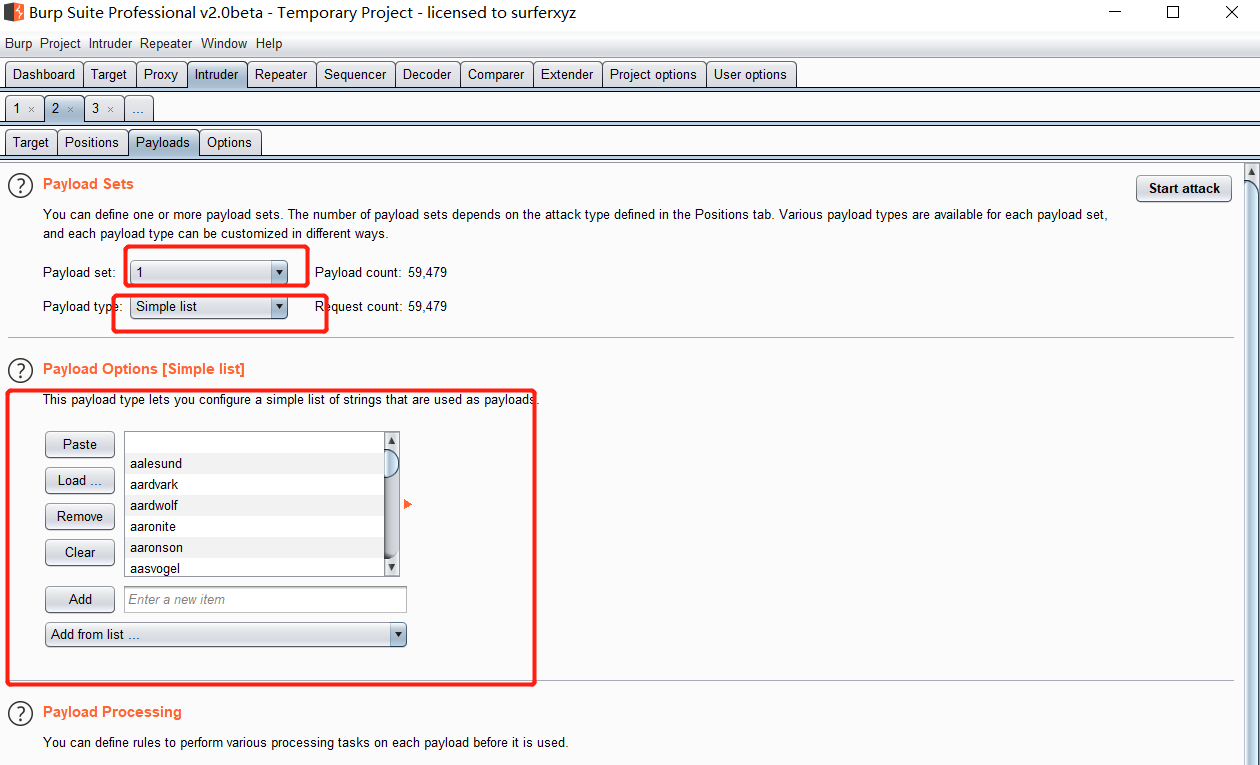 Burp Suite Professional v2.0beta - Temporary Project - licensed to surferxyz
Burp Project Intruder Repeater Window Help
Dashboard Target Proxy Intruder Repeater Sequencer Decoder Comparer Extender Project options User options
1 × 2 × 3 × ...
Target Positions Payloads Options
? Payload Sets
Start attack
You can define one or more payload sets. The number of payload sets depends on the attack type defined in the Positions tab. Various payload types are available for each payload set,
and each payload type can be customized in different ways.
Payload set: 1 Payload count: 59,479
Payload type: Simple list Request count: 59,479
? Payload Options [Simple list]
This payload type lets you configure a simple list of strings that are used as payloads.
Paste
Load ...
Remove
Clear
aalesund
aardvark
aardwolf
aaronite
aaronson
aasvogel
Add Enter a new item
Add from list ...
? Payload Processing
You can define rules to perform various processing tasks on each payload before it is used.